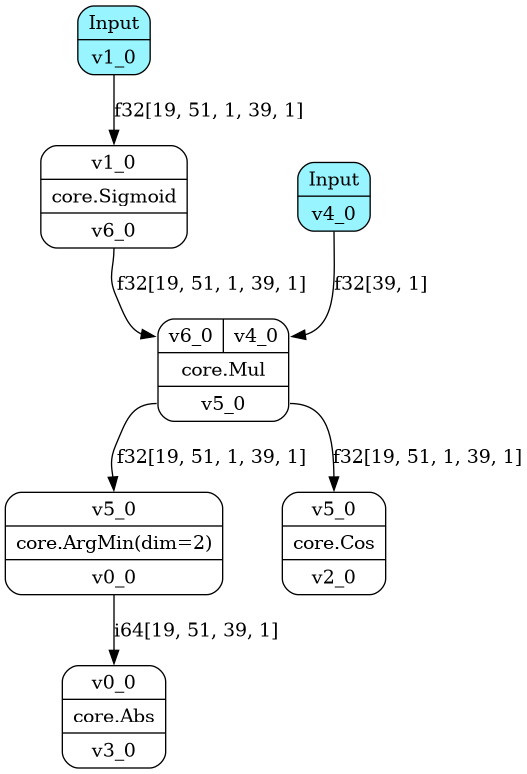 Input
v1_0
f32[19, 51, 1, 39, 1]
v1_0
core.Sigmoid
v6_0
Input
v4_0
f32[19, 51, 1, 39, 1]
f32[39, 1]
v6_0 v4_0
core.Mul
v5_0
f32[19, 51, 1, 39, 1]
f32[19, 51, 1, 39, 1]
v5_0
core.ArgMin(dim=2)
v0_0
v5_0
core.Cos
v2_0
i64[19, 51, 39, 1]
v0_0
core.Abs
v3_0